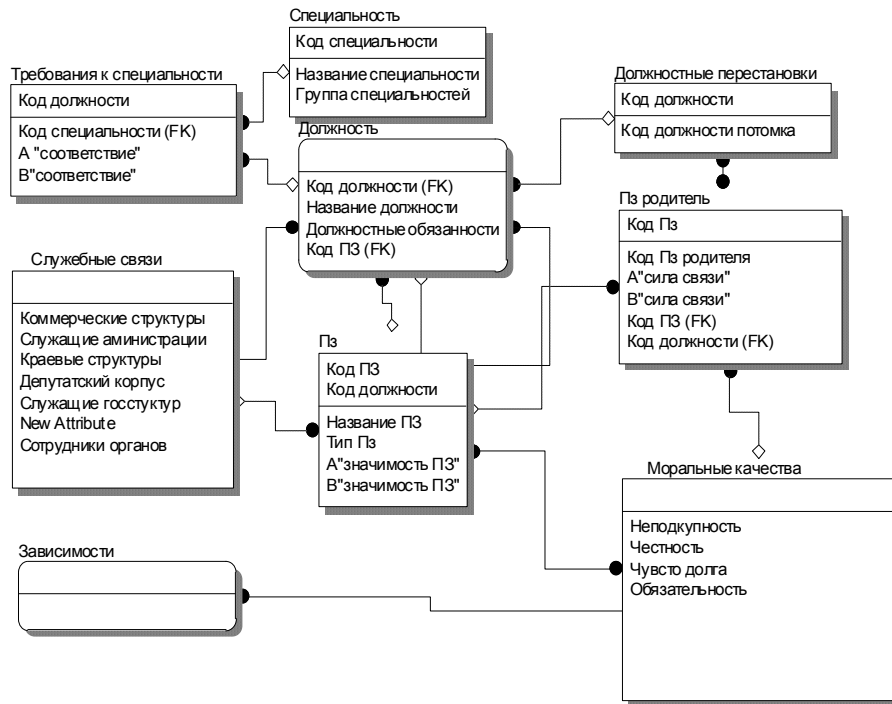 Специальность
Код специальности
Название специальности
Группа специальностей
Требования к специальности
Код должности
Код специальности (FK)
А "соответствие"
В"соответствие"
Должность
Код должности (FK)
Название должности
Должностные обязанности
Код ПЗ (FK)
Должностные перестановки
Код должности
Код должности потомка
Пз родитель
Код Пз
Код Пз родителя
А"сила связи"
В"сила связи"
Код ПЗ (FK)
Код должности (FK)
Служебные связи
Коммерческие структуры
Служащие аминистрации
Краевые структуры
Депутатский корпус
Служащие госстуктур
New Attribute
Сотрудники органов
Пз
Код ПЗ
Код должности
Название ПЗ
Тип Пз
А"значимость ПЗ"
В"значимость ПЗ"
Моральные качества
Неподкупность
Честность
Чувсто долга
Обязательность
Зависимости